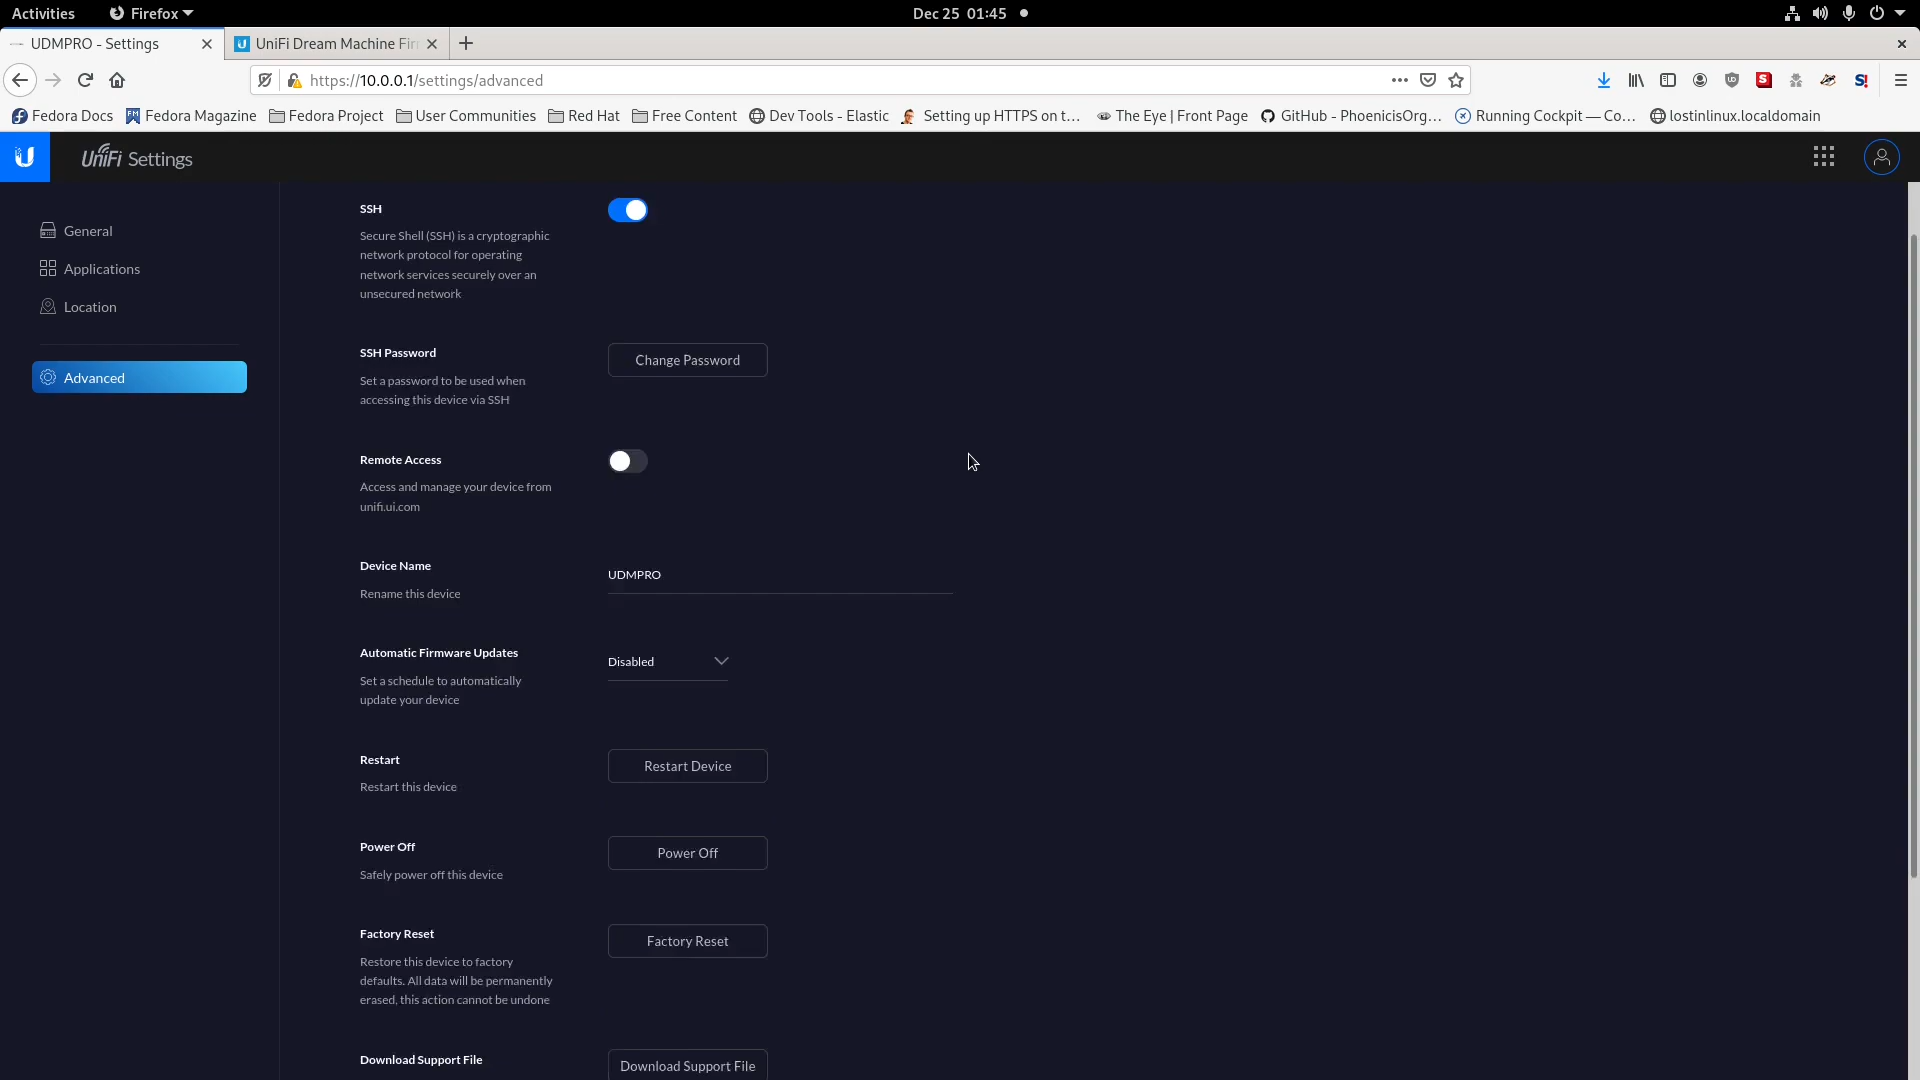 Activities
Firefox
Dec 25 01:45
UDMPRO - Settings
UniFi Dream Machine Fir
https://10.0.0.1/settings/advanced
Fedora Docs
Fedora Magazine
Fedora Project
User Communities
Red Hat
Free Content
Dev Tools - Elastic
Setting up HTTPS on t…
The Eye | Front Page
GitHub - PhoenicisOrg…
Running Cockpit — Co…
lostinlinux.localdomain
UniFi Settings
General
Applications
Location
Advanced
SSH
Secure Shell (SSH) is a cryptographic
network protocol for operating
network services securely over an
unsecured network
SSH Password
Change Password
Set a password to be used when
accessing this device via SSH
Remote Access
Access and manage your device from
unifi.ui.com
Device Name
UDMPRO
Rename this device
Automatic Firmware Updates
Disabled
Set a schedule to automatically
update your device
Restart
Restart Device
Restart this device
Power Off
Power Off
Safely power off this device
Factory Reset
Factory Reset
Restore this device to factory
defaults. All data will be permanently
erased, this action cannot be undone
Download Support File
Download Support File